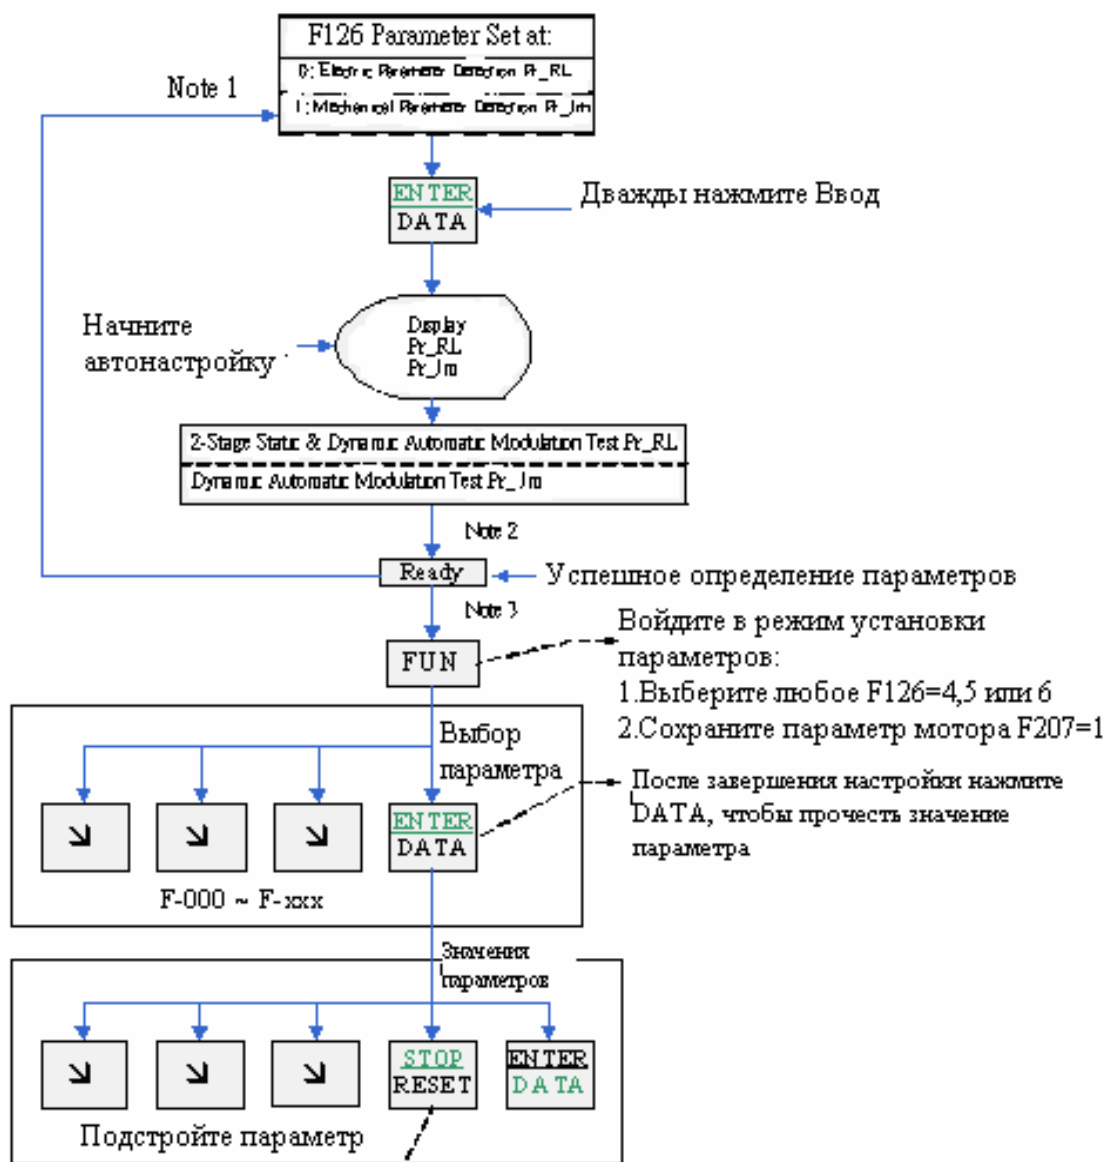 F126 Parameter Set at:
0: Electric Parameter Detection Pr_RL
1: Mechanical Parameter Detection Pr_Jm
Note 1
ENTER
DATA
Дважды нажмите Ввод
Начните
автонастройку
Display
Pr_RL
Pr_Jm
2-Stage Static & Dynamic Automatic Modulation Test Pr_RL
Dynamic Automatic Modulation Test Pr_Jm
Note 2
Ready
Успешное определение параметров
Note 3
FUN
Войдите в режим установки
параметров:
1.Выберите любое F126=4,5 или 6
2.Сохраните параметр мотора F207=1
Выбор
параметра
ENTER
DATA
После завершения настройки нажмите
DATA, чтобы прочесть значение
параметра
F-000 ~ F-xxx
Значения
параметров
STOP
RESET
ENTER
DATA
Подстройте параметр